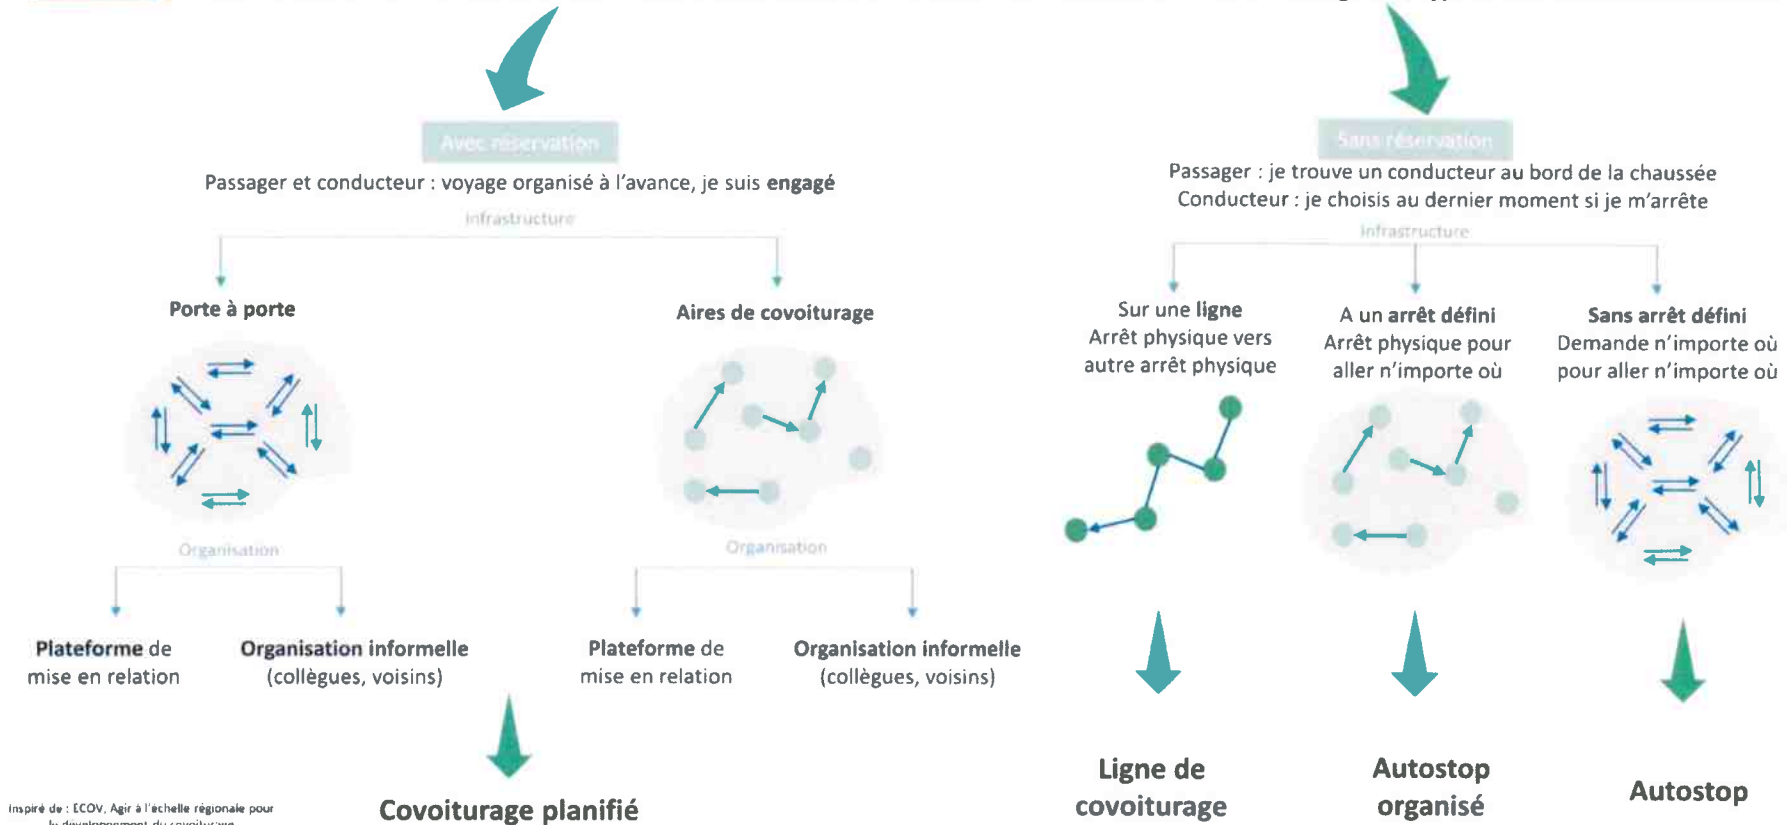 Avec réservation
Passager et conducteur : voyage organisé à l'avance, je suis engagé
Infrastructure
Porte à porte
Aires de covoiturage
Organisation
Organisation
Plateforme de
mise en relation
Organisation informelle
(collègues, voisins)
Plateforme de
mise en relation
Organisation informelle
(collègues, voisins)
Covoiturage planifié
Sans réservation
Passager : je trouve un conducteur au bord de la chaussée
Conducteur : je choisis au dernier moment si je m'arrête
Infrastructure
Sur une ligne
Arrêt physique vers
autre arrêt physique
A un arrêt défini
Arrêt physique pour
aller n'importe où
Sans arrêt défini
Demande n'importe où
pour aller n'importe où
Ligne de
covoiturage
Autostop
organisé
Autostop
Inspiré de : ECOV, Agir à l'échelle régionale pour
le développement du covoiturage